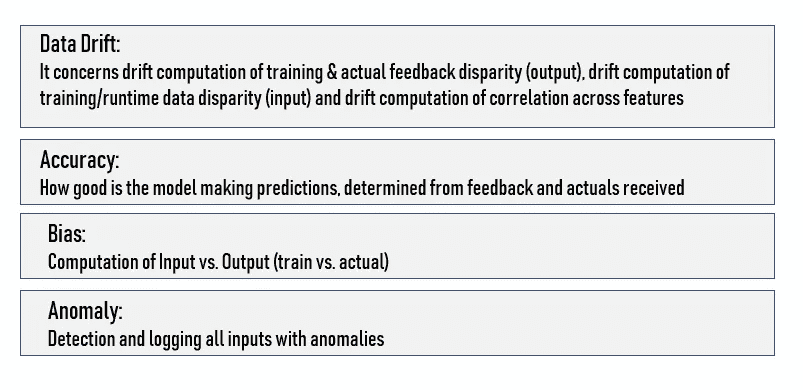 Data Drift:
It concerns drift computation of training & actual feedback disparity (output), drift computation of
training/runtime data disparity (input) and drift computation of correlation across features
Accuracy:
How good is the model making predictions, determined from feedback and actuals received
Bias:
Computation of Input vs. Output (train vs. actual)
Anomaly:
Detection and logging all inputs with anomalies